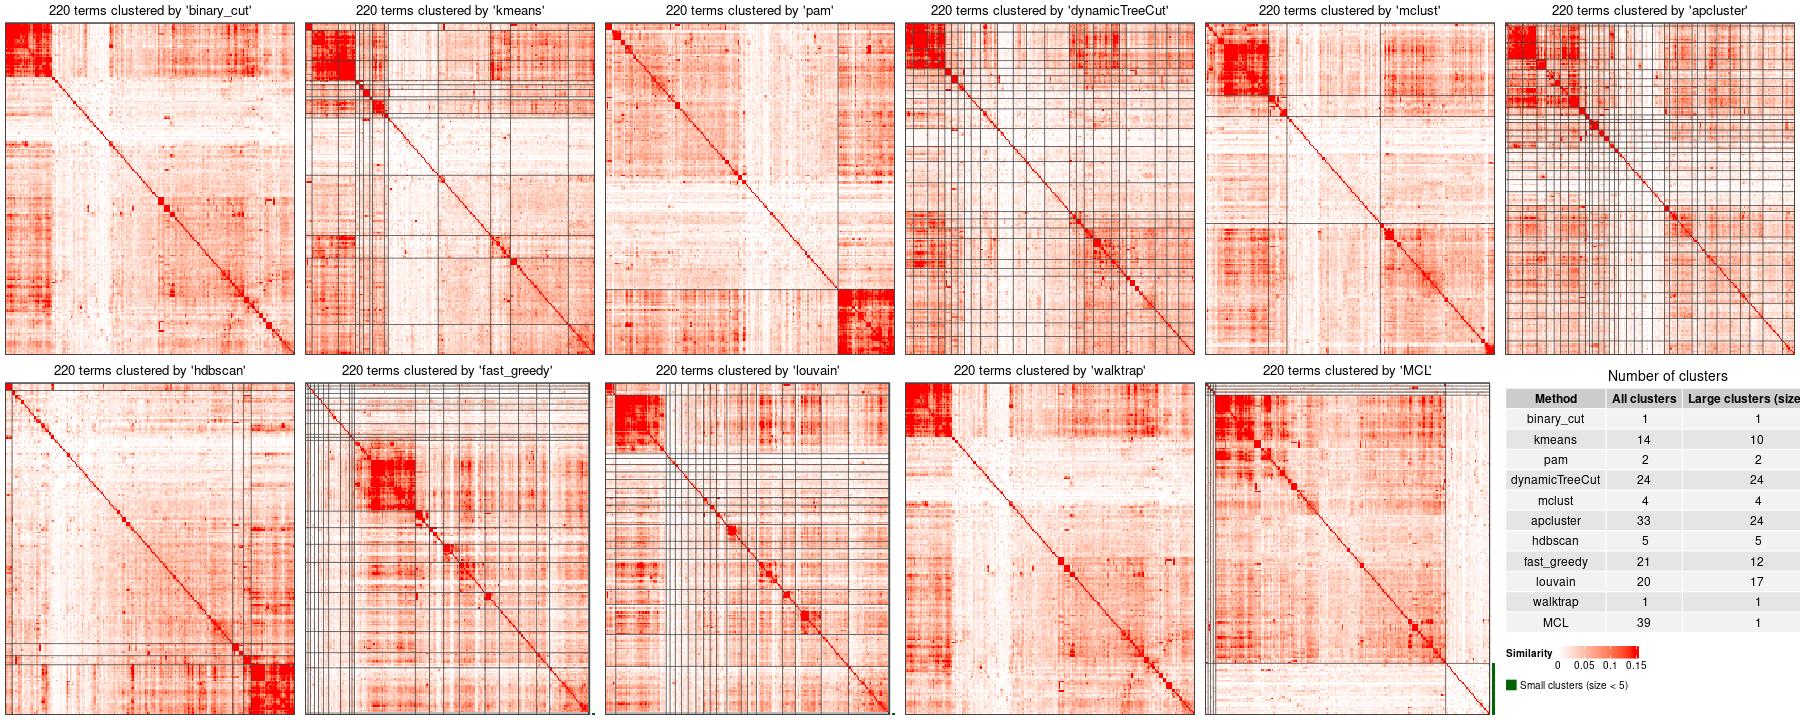 220 terms clustered by 'binary_cut'
220 terms clustered by 'kmeans'
220 terms clustered by 'pam'
220 terms clustered by 'dynamicTreeCut'
220 terms clustered by 'mclust'
220 terms clustered by 'apcluster'
220 terms clustered by 'hdbscan'
220 terms clustered by 'fast_greedy'
220 terms clustered by 'louvain'
220 terms clustered by 'walktrap'
220 terms clustered by 'MCL'
Number of clusters
Method All clusters Large clusters (size
binary_cut 1 1
kmeans 14 10
pam 2 2
dynamicTreeCut 24 24
mclust 4 4
apcluster 33 24
hdbscan 5 5
fast_greedy 21 12
louvain 20 17
walktrap 1 1
MCL 39 1
Similarity
0 0.05 0.1 0.15
Small clusters (size < 5)